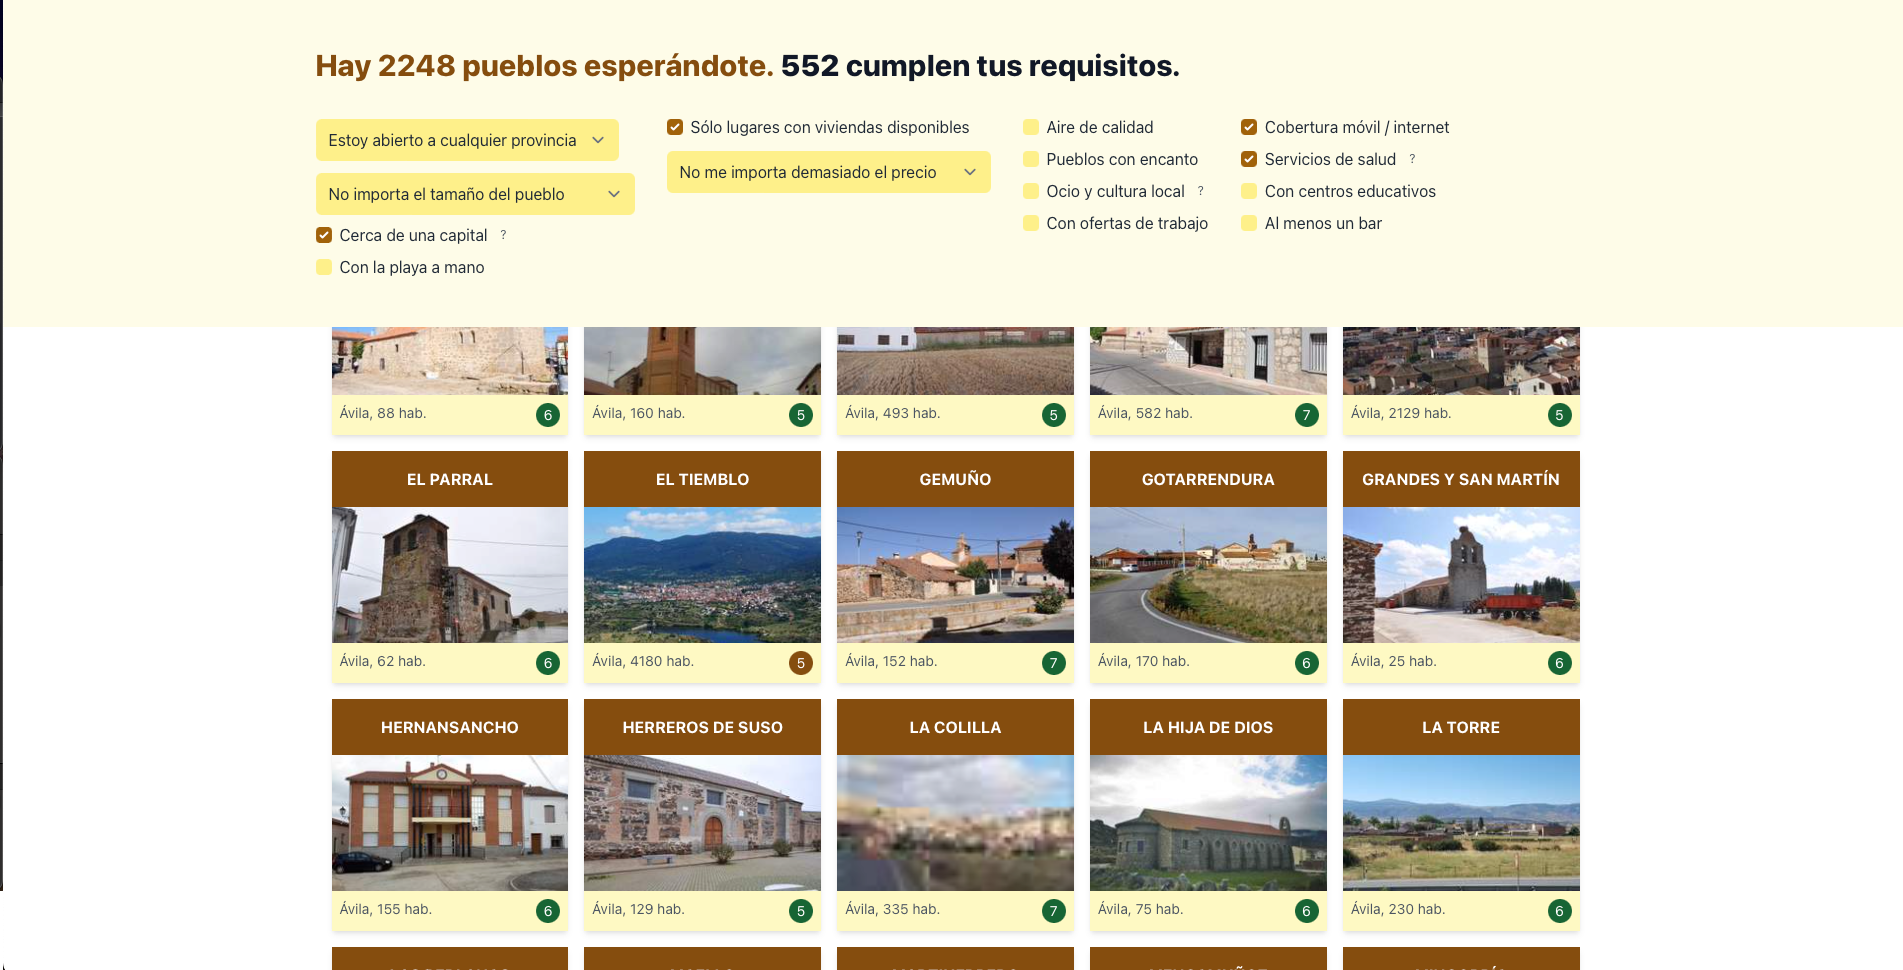 Hay 2248 pueblos esperándote. 552 cumplen tus requisitos.
Estoy abierto a cualquier provincia
No importa el tamaño del pueblo
Cerca de una capital ?
Con la playa a mano
Sólo lugares con viviendas disponibles
No me importa demasiado el precio
Aire de calidad
Pueblos con encanto
Ocio y cultura local ?
Con ofertas de trabajo
Cobertura móvil / internet
Servicios de salud ?
Con centros educativos
Al menos un bar
Ávila, 88 hab. 6
Ávila, 160 hab. 5
Ávila, 493 hab. 5
Ávila, 582 hab. 7
Ávila, 2129 hab. 5
EL PARRAL
Ávila, 62 hab. 6
EL TIEMBLO
Ávila, 4180 hab. 5
GEMUÑO
Ávila, 152 hab. 7
GOTARRENDURA
Ávila, 170 hab. 6
GRANDES Y SAN MARTÍN
Ávila, 25 hab. 6
HERNANSANCHO
Ávila, 155 hab. 6
HERREROS DE SUSO
Ávila, 129 hab. 5
LA COLILLA
Ávila, 335 hab. 7
LA HIJA DE DIOS
Ávila, 75 hab. 6
LA TORRE
Ávila, 230 hab. 6